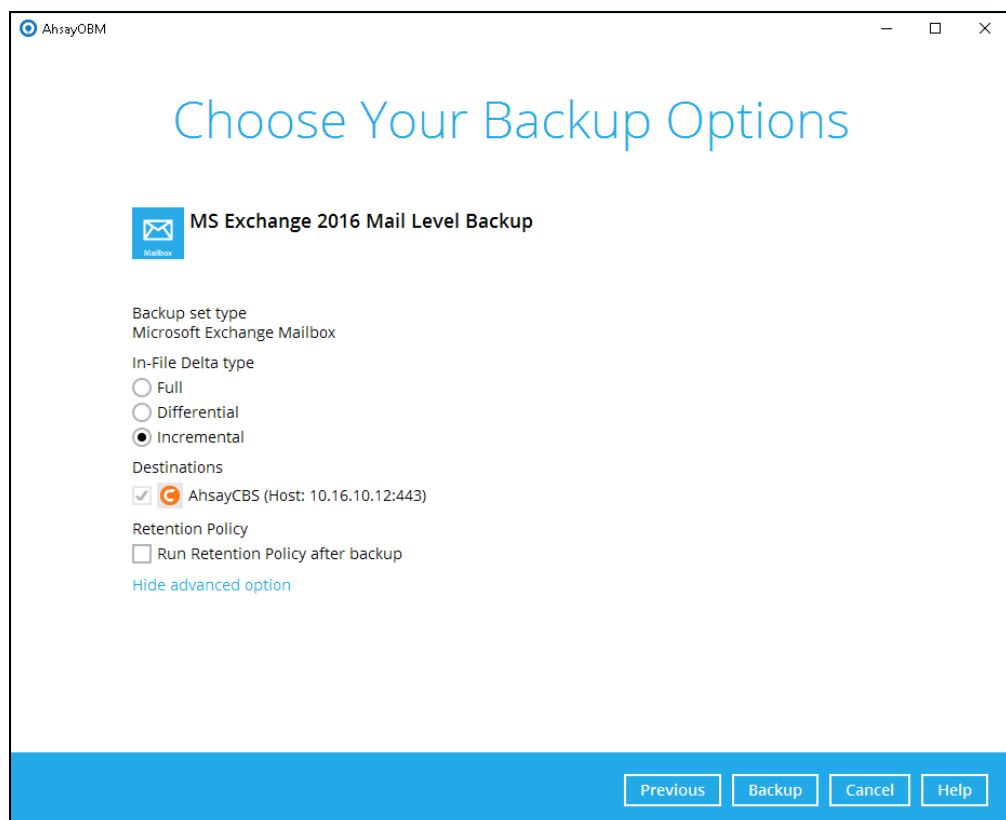 AhsayOBM
Choose Your Backup Options
MS Exchange 2016 Mail Level Backup
Mailbox
Backup set type
Microsoft Exchange Mailbox
In-File Delta type
Full
Differential
Incremental
Destinations
C AhsayCBS (Host: 10.16.10.12:443)
Retention Policy
Run Retention Policy after backup
Hide advanced option
Previous Backup Cancel Help